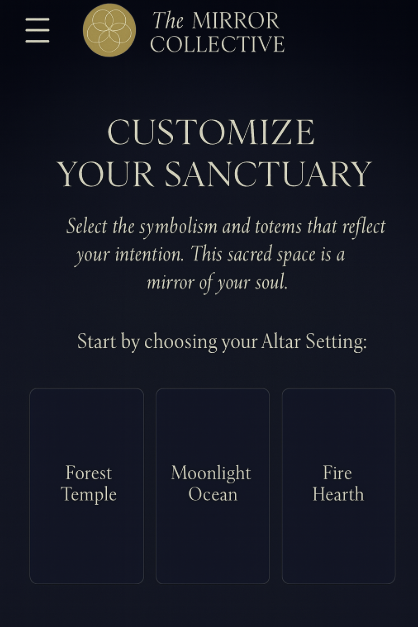 The MIRROR
COLLECTIVE
CUSTOMIZE
YOUR SANCTUARY
Select the symbolism and totems that reflect
your intention. This sacred space is a
mirror of your soul.
Start by choosing your Altar Setting:
Forest
Temple
Moonlight
Ocean
Fire
Hearth